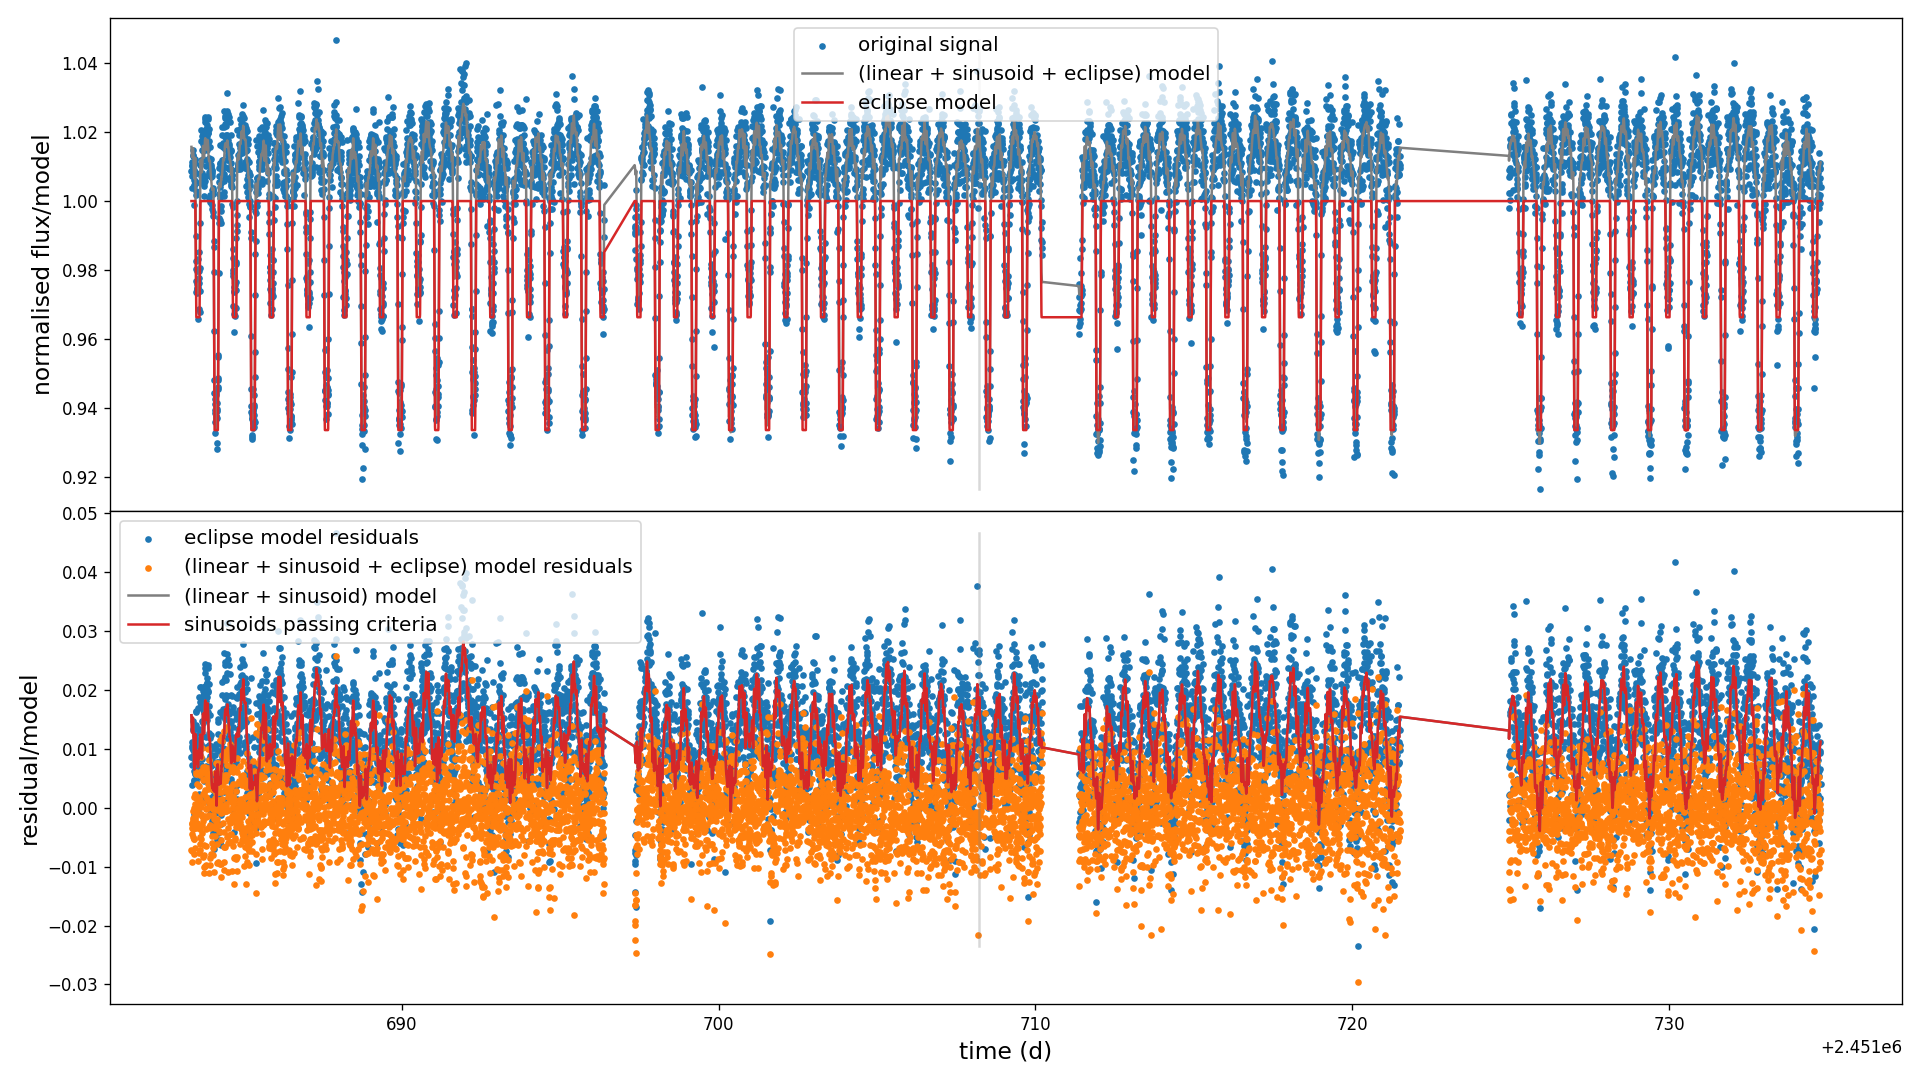 original signal
(linear + sinusoid + eclipse) model
eclipse model
1.04
1.02
1.00
0.98
0.96
0.94
0.92
normalised flux/model
eclipse model residuals
(linear + sinusoid + eclipse) model residuals
(linear + sinusoid) model
sinusoids passing criteria
0.05
0.04
0.03
0.02
0.01
0.00
−0.01
−0.02
−0.03
residual/model
690
700
710
720
730
time (d)
+2.451e6